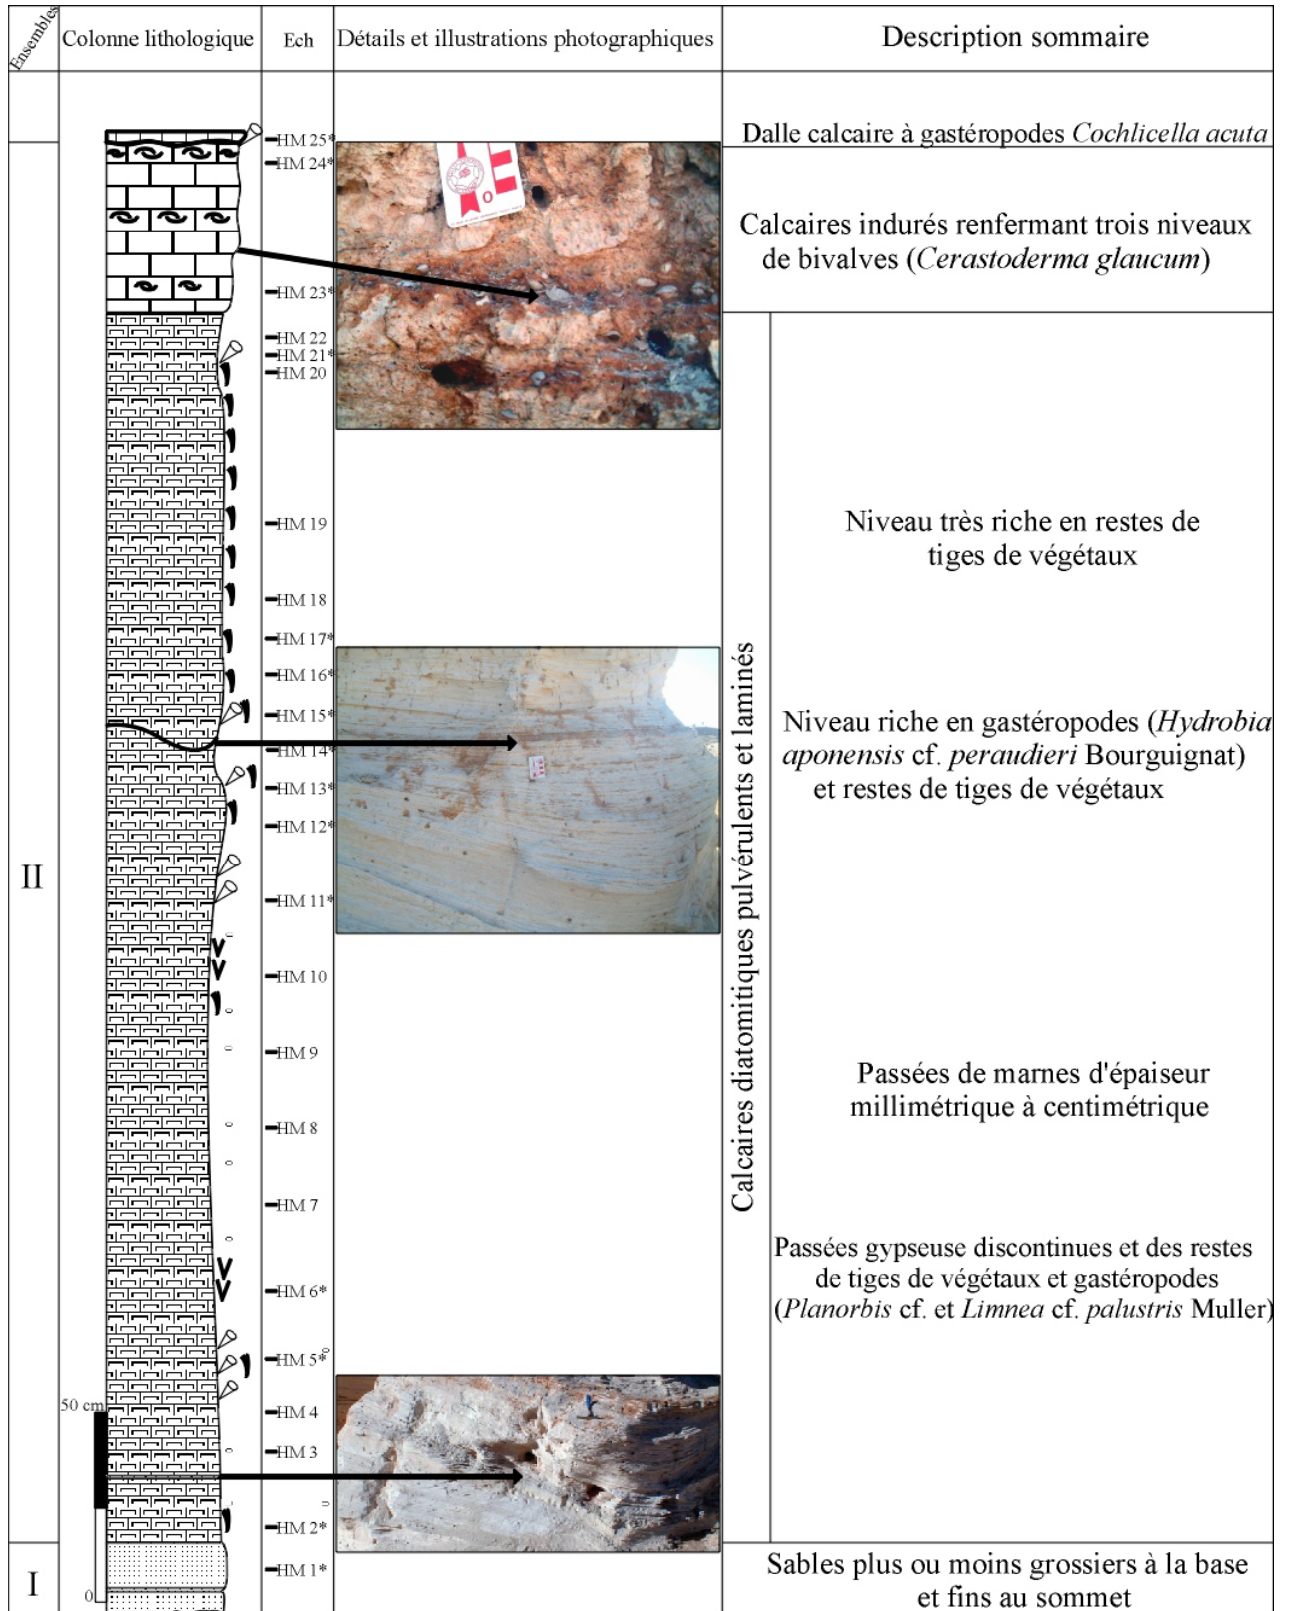 Ensembles
Colonne lithologique
Ech
Détails et illustrations photographiques
Description sommaire
HM 25*
HM 24*
HM 23*
HM 22
HM 21*
HM 20
HM 19
HM 18
HM 17*
HM 16*
HM 15*
HM 14*
HM 13*
HM 12*
HM 11*
HM 10
HM 9
HM 8
HM 7
HM 6*
HM 5*
HM 4
HM 3
HM 2*
HM 1*
50 cm
0
II
I
O
Dalle calcaire à gastéropodes Cochlicella acuta
Calcaires indurés renfermant trois niveaux
de bivalves (Cerastoderma glaucum)
Calcaires diatomitiques pulvérulents et laminés
Niveau très riche en restes de
tiges de végétaux
Niveau riche en gastéropodes (Hydrobia
aponensis cf. peraudieri Bourguignat)
et restes de tiges de végétaux
Passées de marnes d'épaiseur
millimétrique à centimétrique
Passées gypseuse discontinues et des restes
de tiges de végétaux et gastéropodes
(Planorbis cf. et Limnea cf. palustris Muller)
Sables plus ou moins grossiers à la base
et fins au sommet